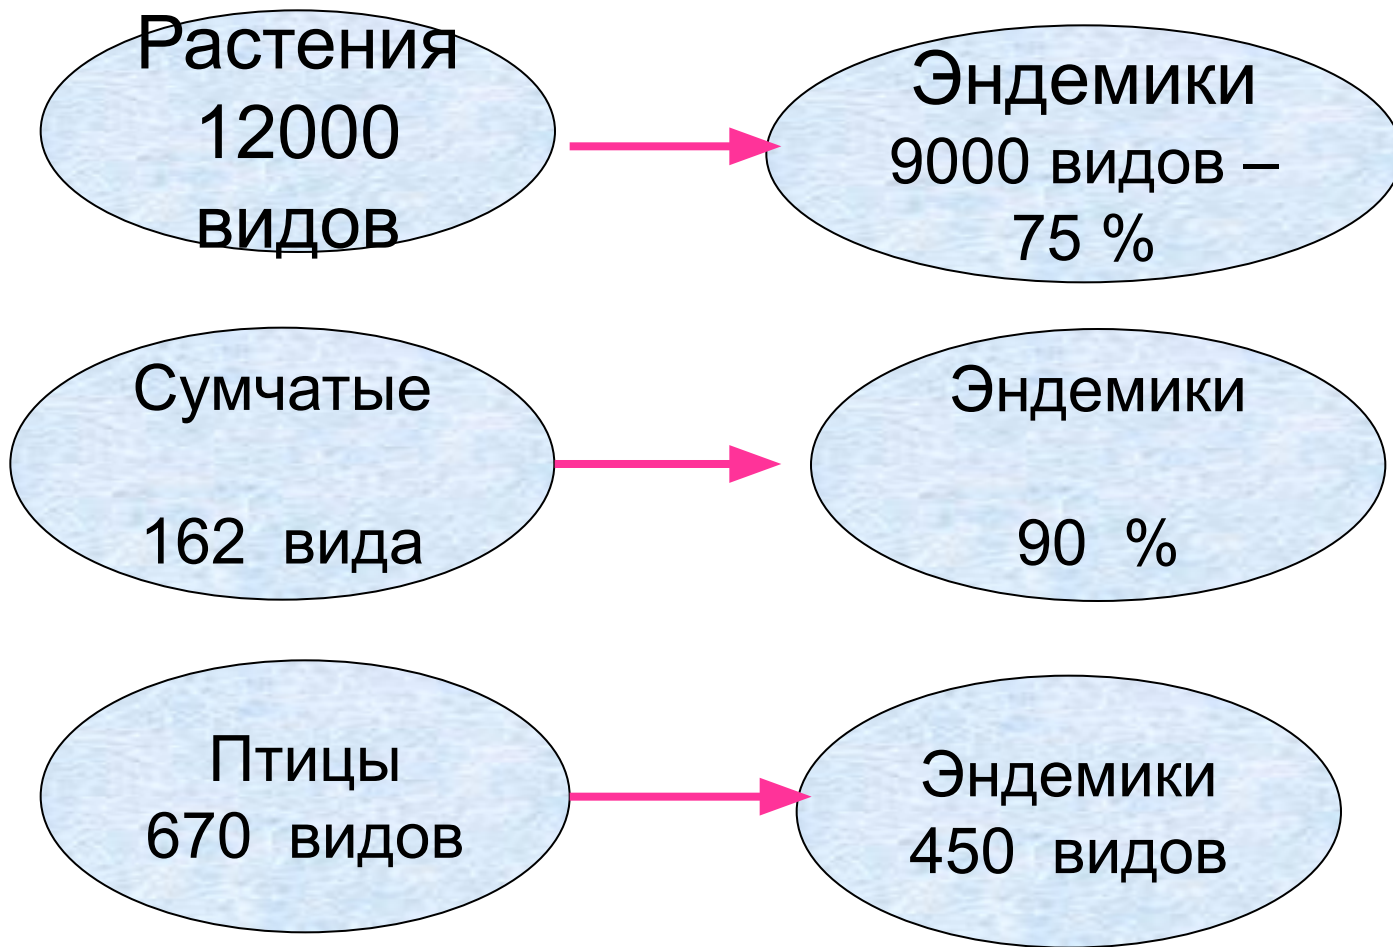 Растения
12000
видов
Эндемики
9000 видов –
75 %
Сумчатые
162 вида
Эндемики
90 %
Птицы
670 видов
Эндемики
450 видов